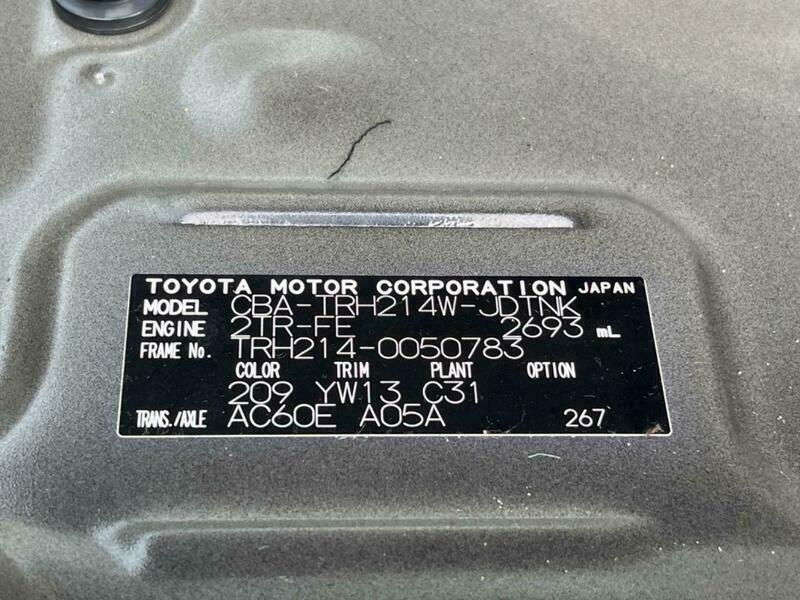 TOYOTA MOTOR CORPORATION JAPAN
MODEL CBA-TRH214W-JDTNK
ENGINE 2TR-FE 2693 mL
FRAME No. TRH214-0050783
COLOR TRIM PLANT OPTION
209 YW13 C31
TRANS./AXLE AC60E A05A 267